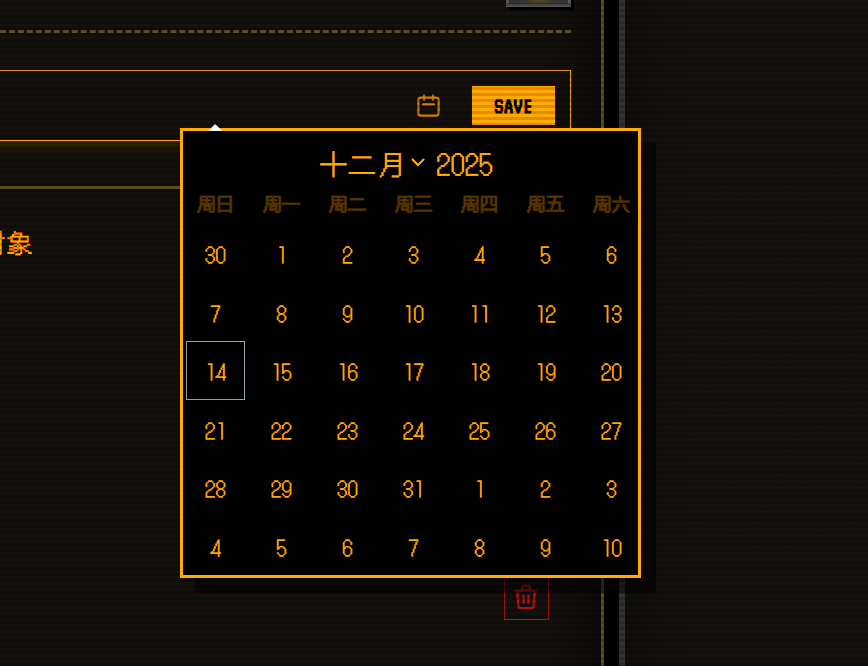 SAVE
十二月 2025
周日 周一 周二 周三 周四 周五 周六
象
30 1 2 3 4 5 6
7 8 9 10 11 12 13
14 15 16 17 18 19 20
21 22 23 24 25 26 27
28 29 30 31 1 2 3
4 5 6 7 8 9 10